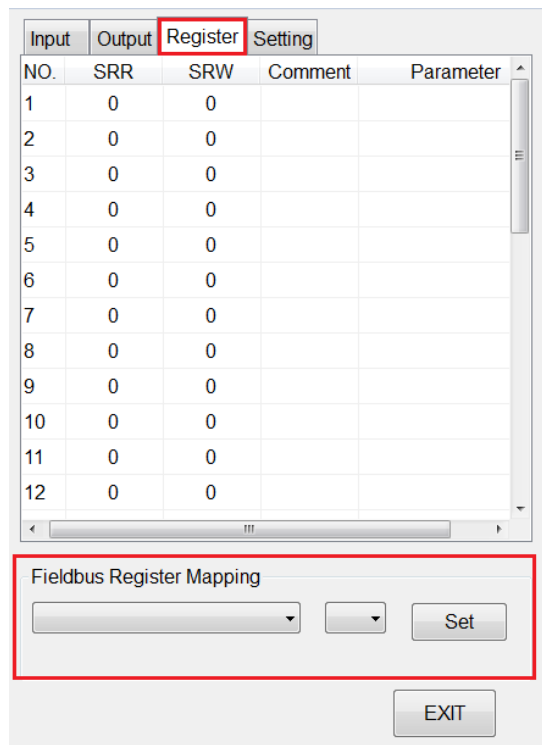 Input Output Register Setting
NO. SRR SRW Comment Parameter
1 0 0
2 0 0
3 0 0
4 0 0
5 0 0
6 0 0
7 0 0
8 0 0
9 0 0
10 0 0
11 0 0
12 0 0
Fieldbus Register Mapping
Set
EXIT